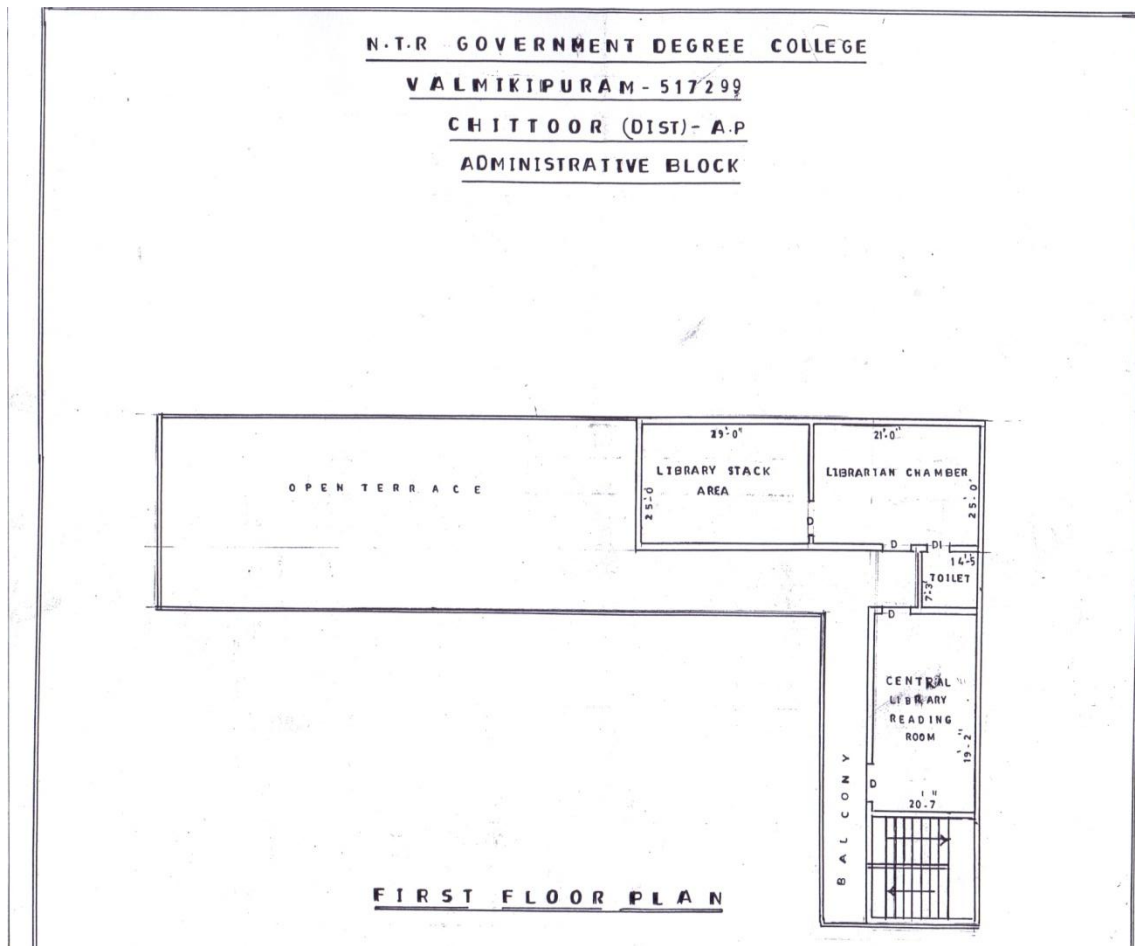 N.T.R GOVERNMENT DEGREE COLLEGE
VALMIKIPURAM - 517299
CHITTOOR (DIST) - A.P
ADMINISTRATIVE BLOCK
29'-0"
21'-0"
LIBRARY STACK
AREA
LIBRARIAN CHAMBER
OPEN TERRACE
25'-0
25'-0"
D
D
D1
14'-5
TOILET
7'-3"
D
CENTRAL
LIBRARY
READING
ROOM
19'-2"
BALCONY
D
20'-7"
FIRST FLOOR PLAN